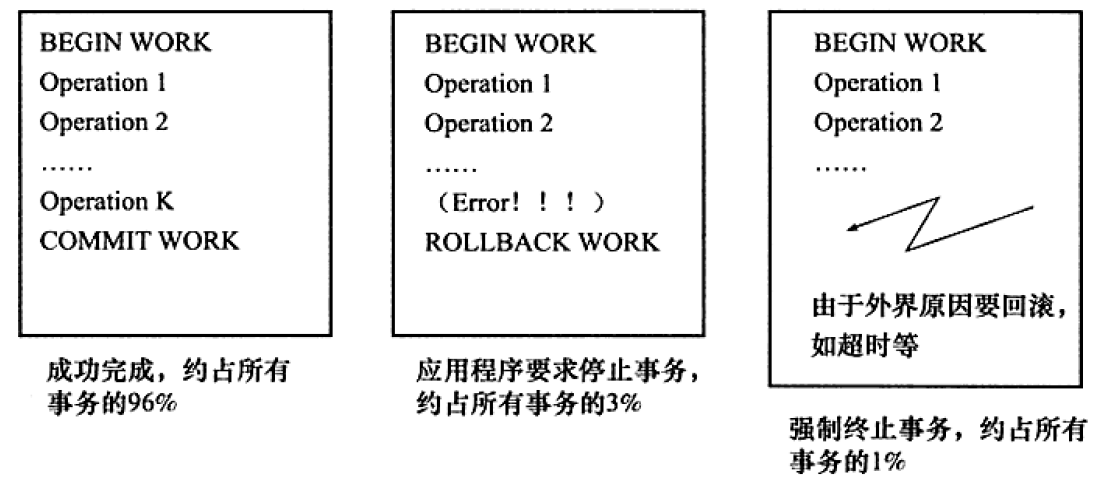 BEGIN WORK
Operation 1
Operation 2
……
Operation K
COMMIT WORK
成功完成，约占所有
事务的96%
BEGIN WORK
Operation 1
Operation 2
……
（Error！！！）
ROLLBACK WORK
应用程序要求停止事务，
约占所有事务的3%
BEGIN WORK
Operation 1
Operation 2
……
由于外界原因要回滚，
如超时等
强制终止事务，约占所有
事务的1%